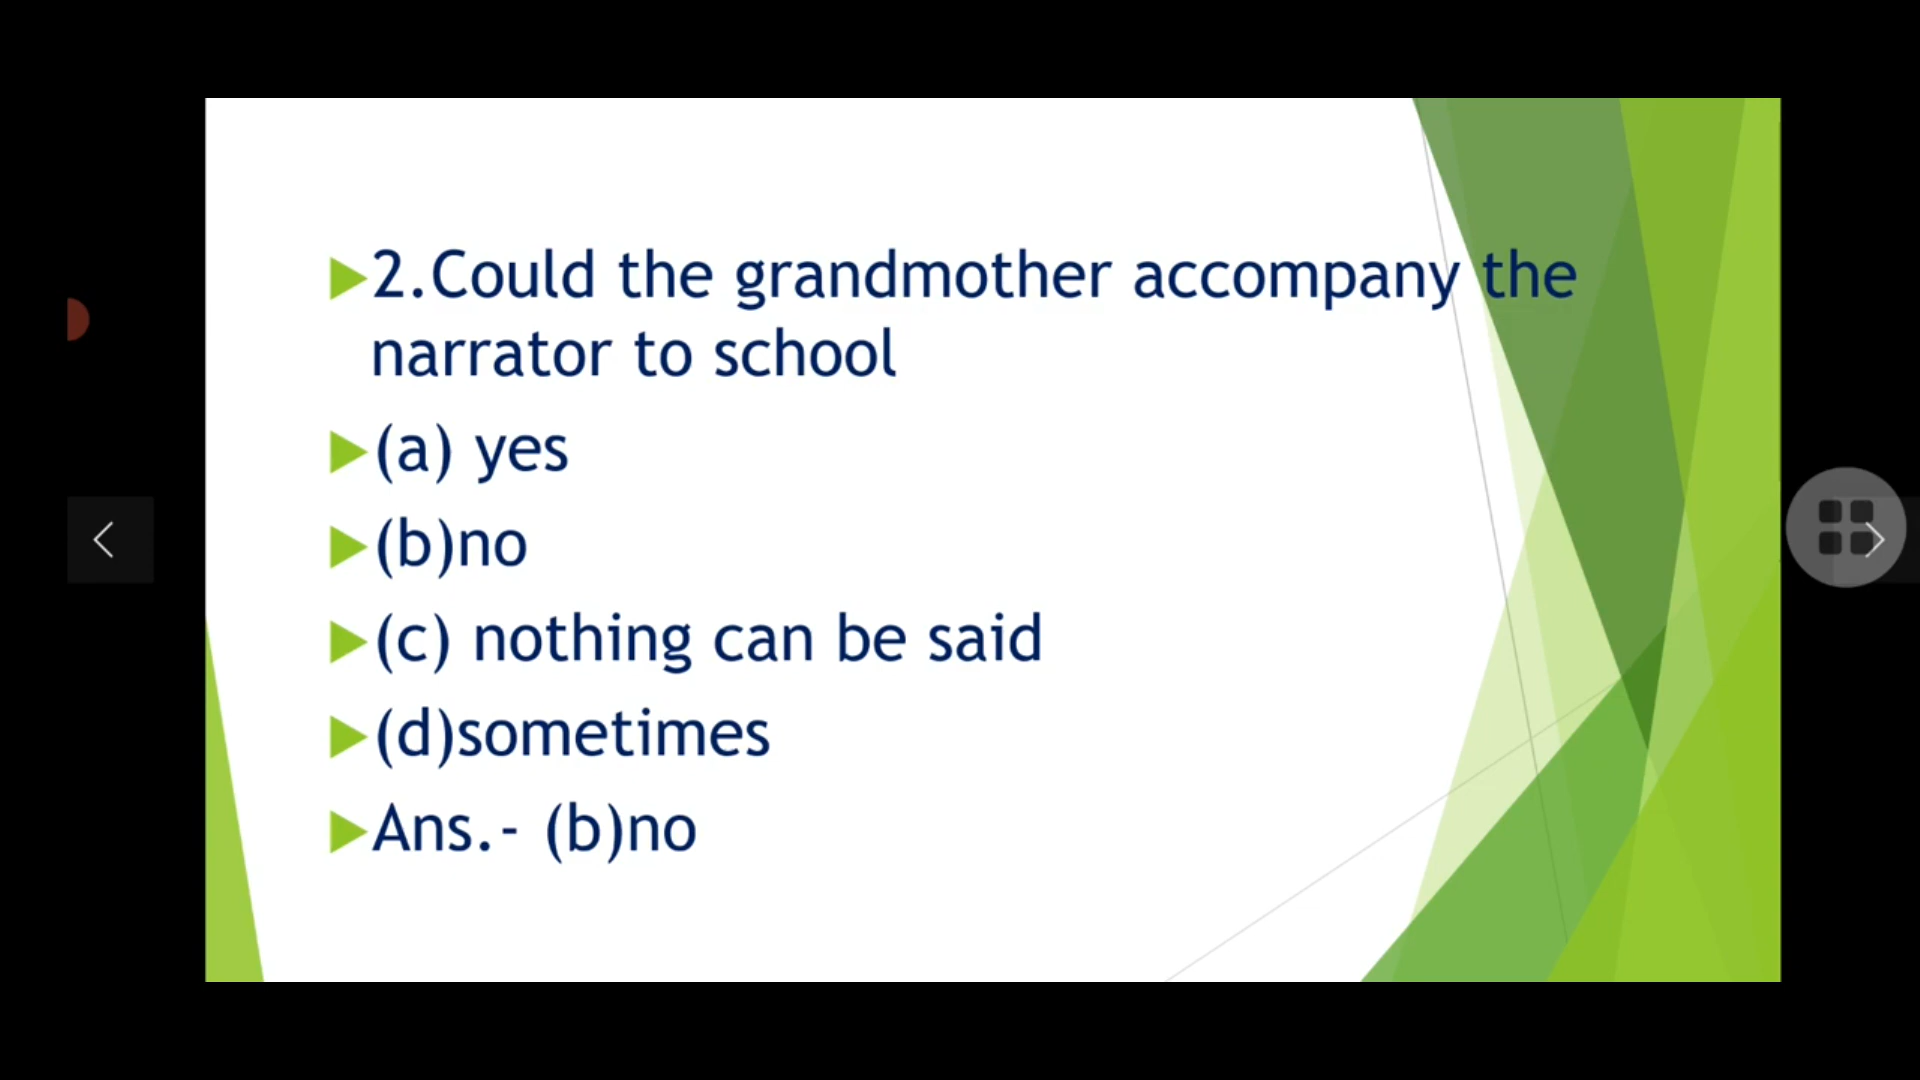 2.Could the grandmother accompany the
narrator to school
(a) yes
(b)no
(c) nothing can be said
(d)sometimes
Ans.- (b)no